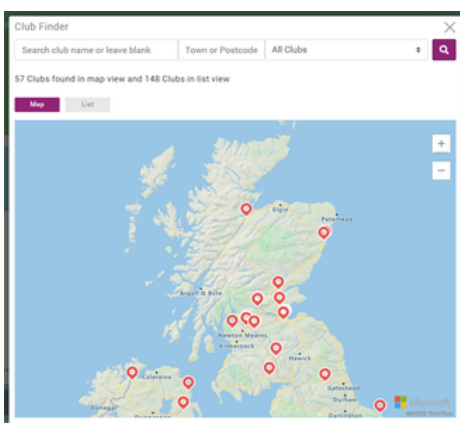 Club Finder
Search club name or leave blank
Town or Postcode
All Clubs
57 Clubs found in map view and 148 Clubs in list view
Map
List
+
−
Elgin
Peterhead
Argyll & Bute
Newton Mearns
Kilmarnock
Hawick
Coleraine
Gateshead
Donegal
Durham
Dungannon
Darlington
Microsoft